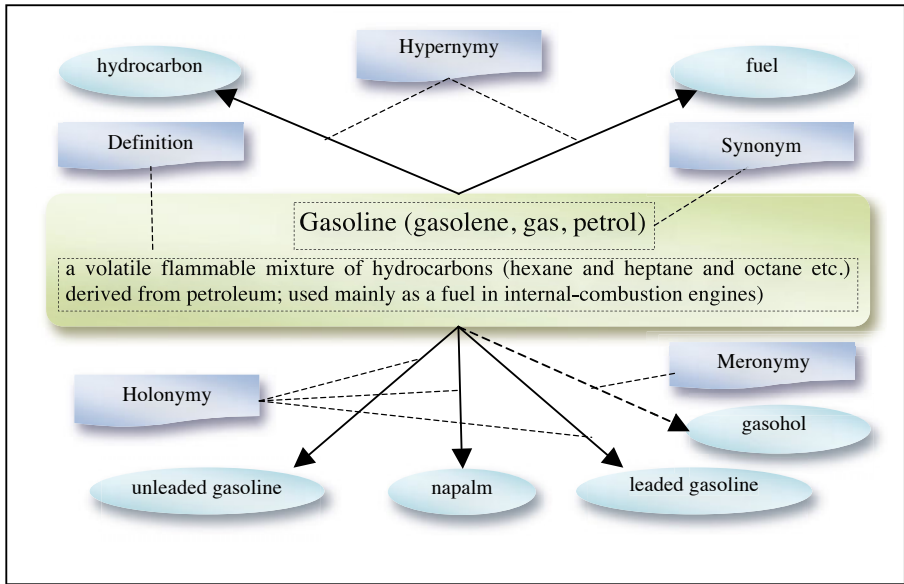 Hypernymy
hydrocarbon
fuel
Definition
Synonym
Gasoline (gasolene, gas, petrol)
a volatile flammable mixture of hydrocarbons (hexane and heptane and octane etc.)
derived from petroleum; used mainly as a fuel in internal-combustion engines)
Holonymy
Meronymy
gasohol
unleaded gasoline
napalm
leaded gasoline